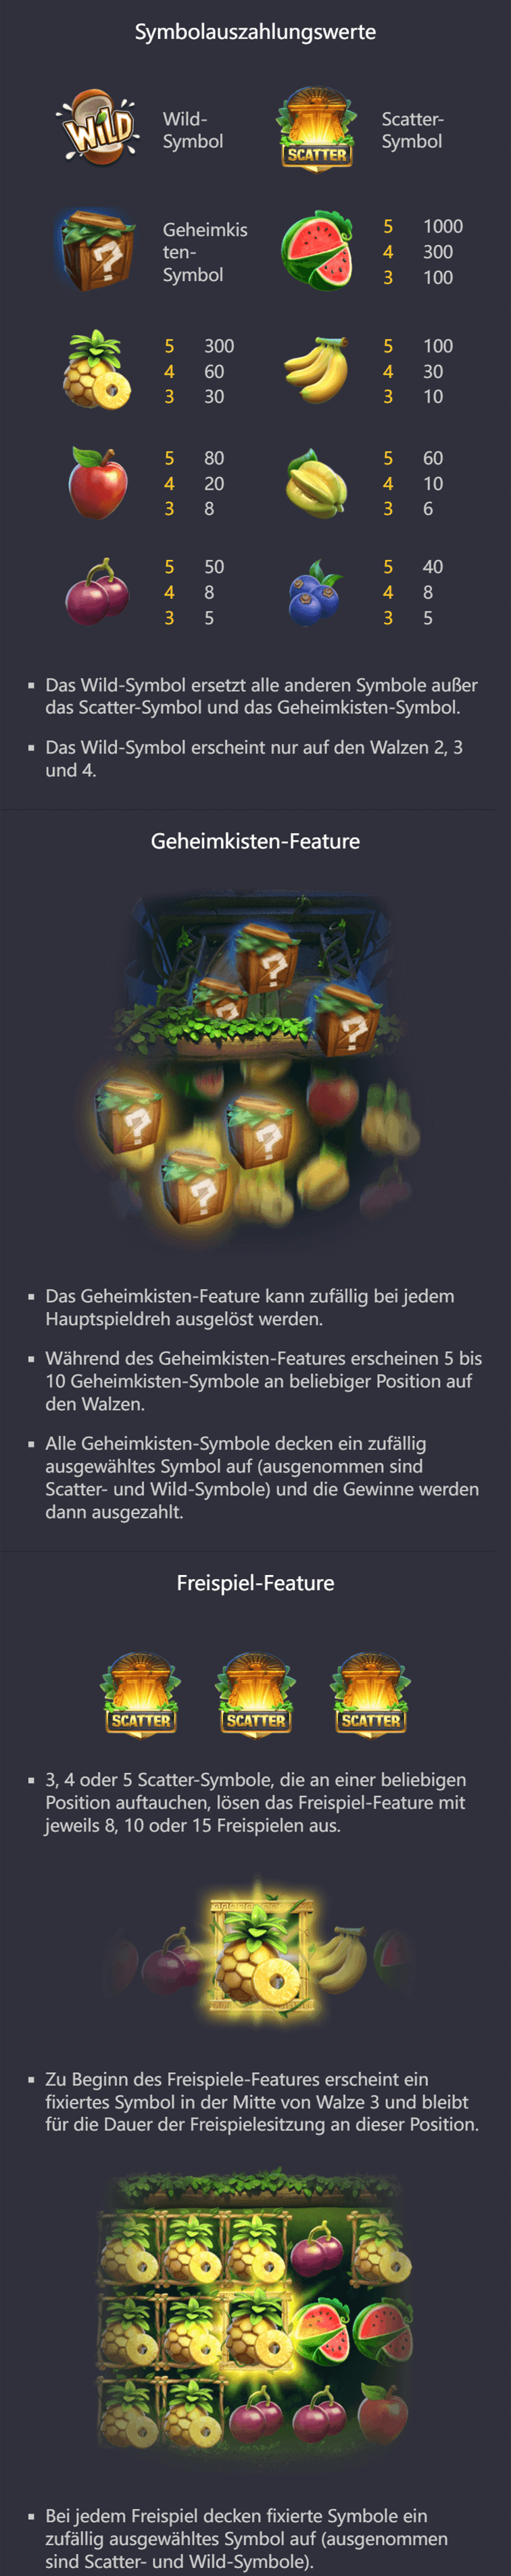 Symbolauszahlungswerte
WILD
Wild-
Symbol
SCATTER
Scatter-
Symbol
?
Geheimkis
ten-
Symbol
5 1000
4 300
3 100
5 300
4 60
3 30
5 100
4 30
3 10
5 80
4 20
3 8
5 60
4 10
3 6
5 50
4 8
3 5
5 40
4 8
3 5
▪ Das Wild-Symbol ersetzt alle anderen Symbole außer
das Scatter-Symbol und das Geheimkisten-Symbol.
▪ Das Wild-Symbol erscheint nur auf den Walzen 2, 3
und 4.
Geheimkisten-Feature
?
?
?
?
?
?
▪ Das Geheimkisten-Feature kann zufällig bei jedem
Hauptspieldreh ausgelöst werden.
▪ Während des Geheimkisten-Features erscheinen 5 bis
10 Geheimkisten-Symbole an beliebiger Position auf
den Walzen.
▪ Alle Geheimkisten-Symbole decken ein zufällig
ausgewähltes Symbol auf (ausgenommen sind
Scatter- und Wild-Symbole) und die Gewinne werden
dann ausgezahlt.
Freispiel-Feature
SCATTER SCATTER SCATTER
▪ 3, 4 oder 5 Scatter-Symbole, die an einer beliebigen
Position auftauchen, lösen das Freispiel-Feature mit
jeweils 8, 10 oder 15 Freispielen aus.
▪ Zu Beginn des Freispiele-Features erscheint ein
fixiertes Symbol in der Mitte von Walze 3 und bleibt
für die Dauer der Freispielesitzung an dieser Position.
▪ Bei jedem Freispiel decken fixierte Symbole ein
zufällig ausgewähltes Symbol auf (ausgenommen
sind Scatter- und Wild-Symbole).